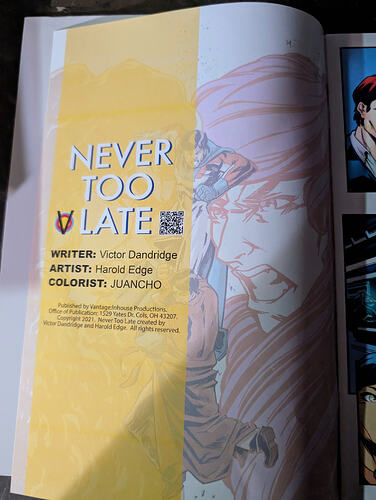 NEVER
TOO
LATE
WRITER: Victor Dandridge
ARTIST: Harold Edge
COLORIST: JUANCHO
Published by Vantage:Inhouse Productions.
Office of Publication: 1529 Yates Dr. Cols, OH 43207.
Copyright 2021. Never Too Late created by
Victor Dandridge and Harold Edge. All rights reserved.